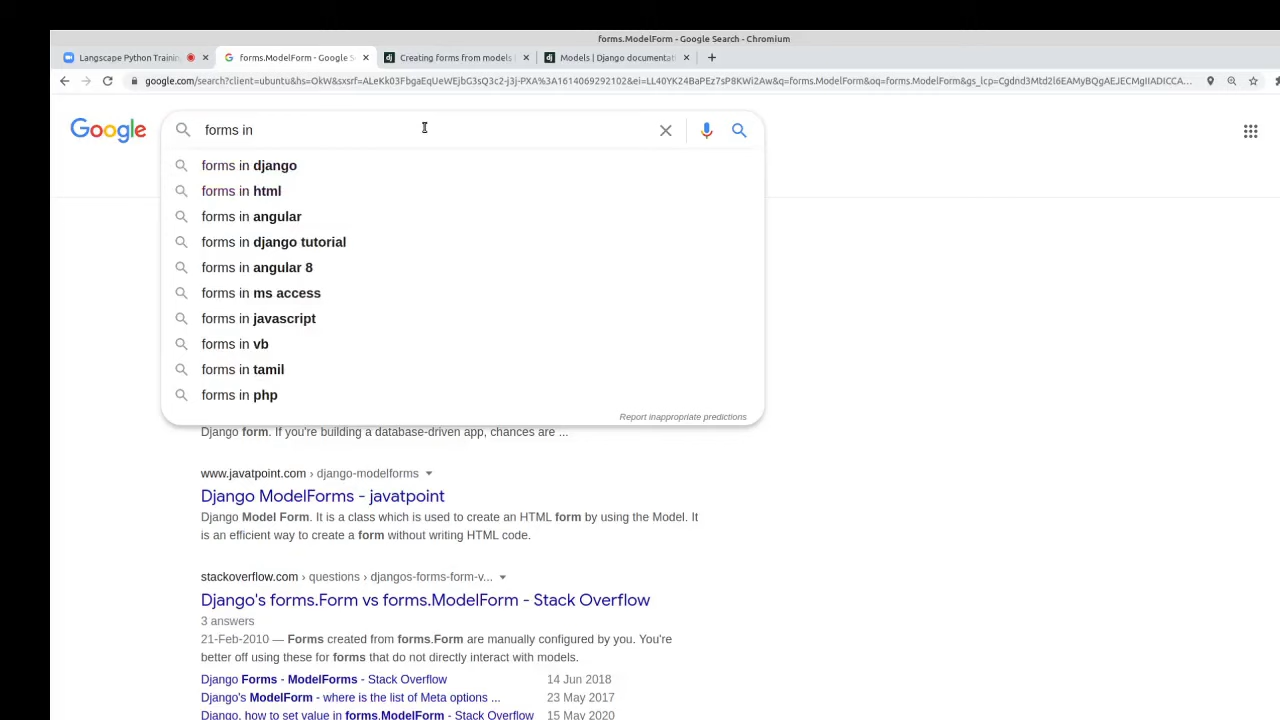 forms.ModelForm - Google Search - Chromium
Langscape Python Trainin
forms.ModelForm - Google S
Creating forms from models |
Models | Django documentat
google.com/search?client=ubuntu&hs=OkW&sxsrf=ALeKk03FbgaEqUeWEjbG3sQ3c2-j3j-PXA%3A1614069292102&ei=LL40YK24BaPEz7sP8KWi2Aw&q=forms.ModelForm&oq=forms.ModelForm&gs_lcp=Cgdnd3Mtd2l6EAMyBQgAEJECMgIIADICCA...
Google
forms in
forms in django
forms in html
forms in angular
forms in django tutorial
forms in angular 8
forms in ms access
forms in javascript
forms in vb
forms in tamil
forms in php
Report inappropriate predictions
Django form. If you're building a database-driven app, chances are ...
www.javatpoint.com › django-modelforms
Django ModelForms - javatpoint
Django Model Form. It is a class which is used to create an HTML form by using the Model. It
is an efficient way to create a form without writing HTML code.
stackoverflow.com › questions › djangos-forms-form-v...
Django's forms.Form vs forms.ModelForm - Stack Overflow
3 answers
21-Feb-2010 — Forms created from forms.Form are manually configured by you. You're
better off using these for forms that do not directly interact with models.
Django Forms - ModelForms - Stack Overflow 14 Jun 2018
Django's ModelForm - where is the list of Meta options ... 23 May 2017
Django, how to set value in forms.ModelForm - Stack Overflow 15 May 2020